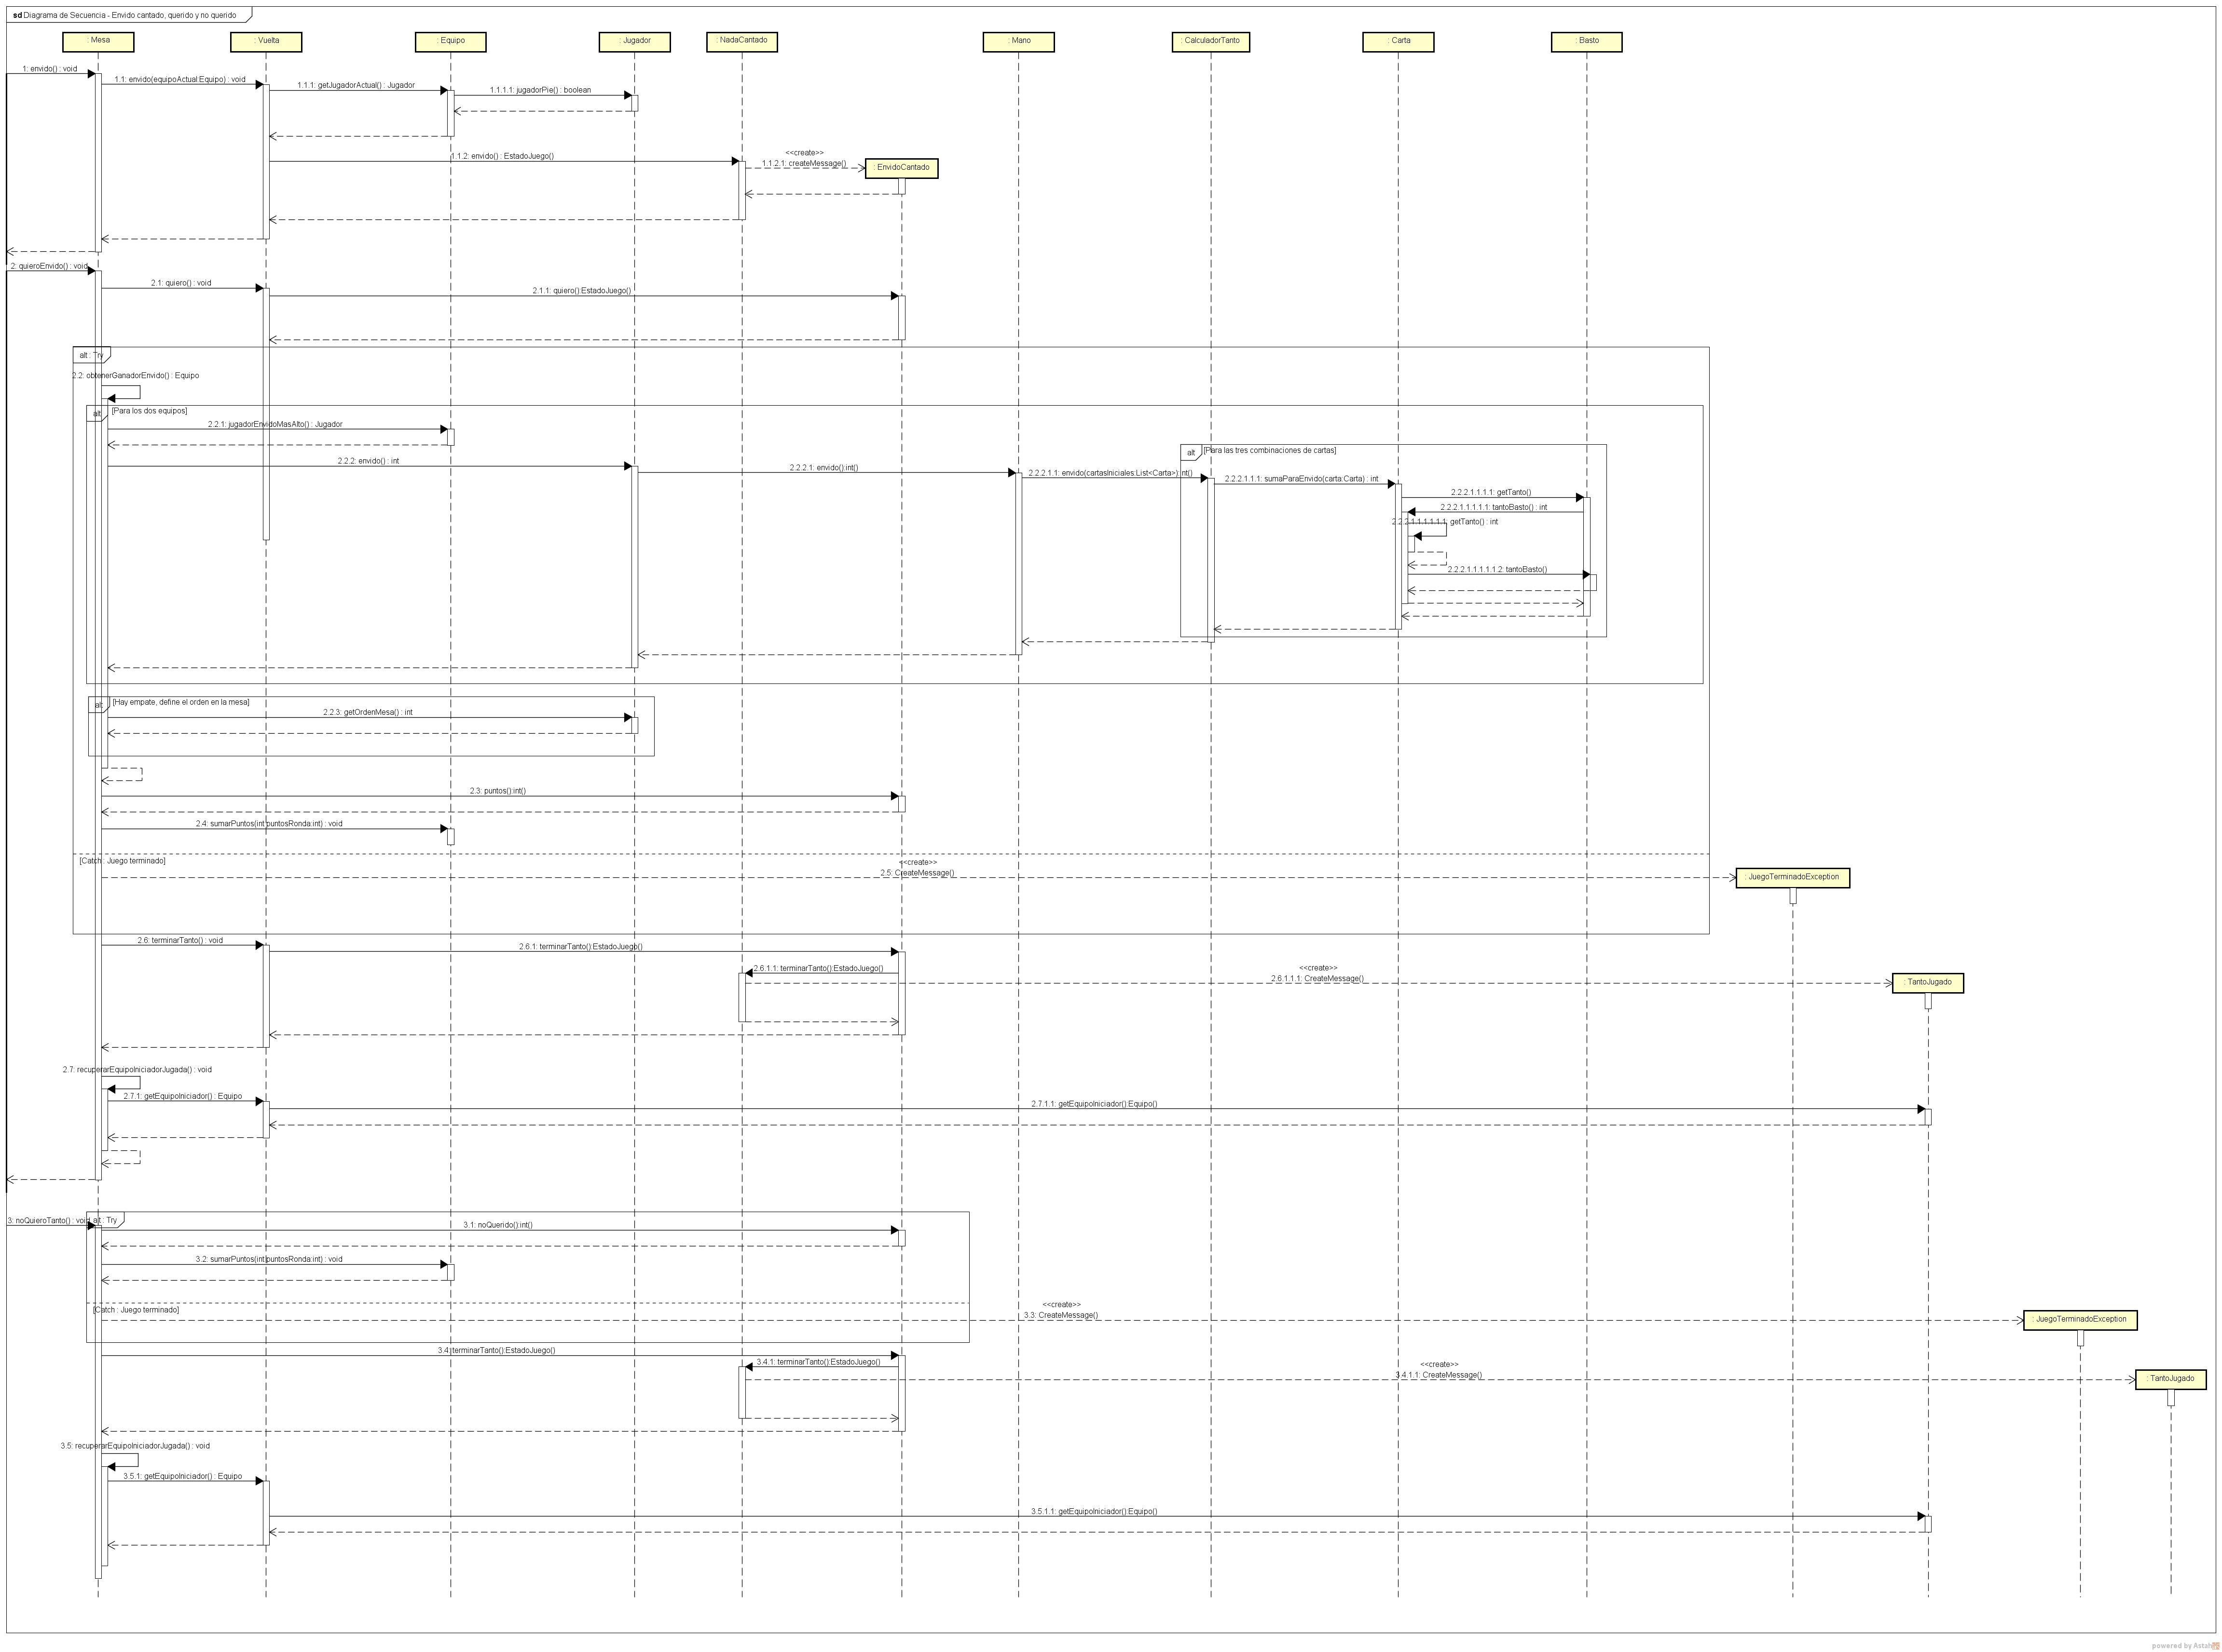 sd Diagrama de Secuencia - Envido cantado, querido y no querido
: Mesa
: Vuelta
: Equipo
: Jugador
: NadaCantado
: Mano
: CalculadorTanto
: Carta
: Basto
1: envido() : void
1.1: envido(equipoActual:Equipo) : void
1.1.1: getJugadorActual() : Jugador
1.1.1.1: jugadorPie() : boolean
1.1.2: envido() : EstadoJuego()
<<create>>
1.1.2.1: createMessage()
: EnvidoCantado
2: quieroEnvido() : void
2.1: quiero() : void
2.1.1: quiero():EstadoJuego()
alt : Try
2.2: obtenerGanadorEnvido() : Equipo
alt
[Para los dos equipos]
2.2.1: jugadorEnvidoMasAlto() : Jugador
alt
[Para las tres combinaciones de cartas]
2.2.2: envido() : int
2.2.2.1: envido():int()
2.2.2.1.1: envido(cartasIniciales:List<Carta>):int()
2.2.2.1.1.1: sumaParaEnvido(carta:Carta) : int
2.2.2.1.1.1.1: getTanto()
2.2.2.1.1.1.1.1: tantoBasto() : int
2.2.2.1.1.1.1.1.1: getTanto() : int
2.2.2.1.1.1.1.1.2: tantoBasto()
alt
[Hay empate, define el orden en la mesa]
2.2.3: getOrdenMesa() : int
2.3: puntos():int()
2.4: sumarPuntos(int puntosRonda:int) : void
[Catch : Juego terminado]
<<create>>
2.5: CreateMessage()
: JuegoTerminadoException
2.6: terminarTanto() : void
2.6.1: terminarTanto():EstadoJuego()
2.6.1.1: terminarTanto():EstadoJuego()
<<create>>
2.6.1.1.1: CreateMessage()
: TantoJugado
2.7: recuperarEquipoIniciadorJugada() : void
2.7.1: getEquipoIniciador() : Equipo
2.7.1.1: getEquipoIniciador():Equipo()
3: noQuieroTanto() : void
alt : Try
3.1: noQuerido():int()
3.2: sumarPuntos(int puntosRonda:int) : void
[Catch : Juego terminado]
<<create>>
3.3: CreateMessage()
: JuegoTerminadoException
3.4: terminarTanto():EstadoJuego()
3.4.1: terminarTanto():EstadoJuego()
<<create>>
3.4.1.1: CreateMessage()
: TantoJugado
3.5: recuperarEquipoIniciadorJugada() : void
3.5.1: getEquipoIniciador() : Equipo
3.5.1.1: getEquipoIniciador():Equipo()
powered by Astah